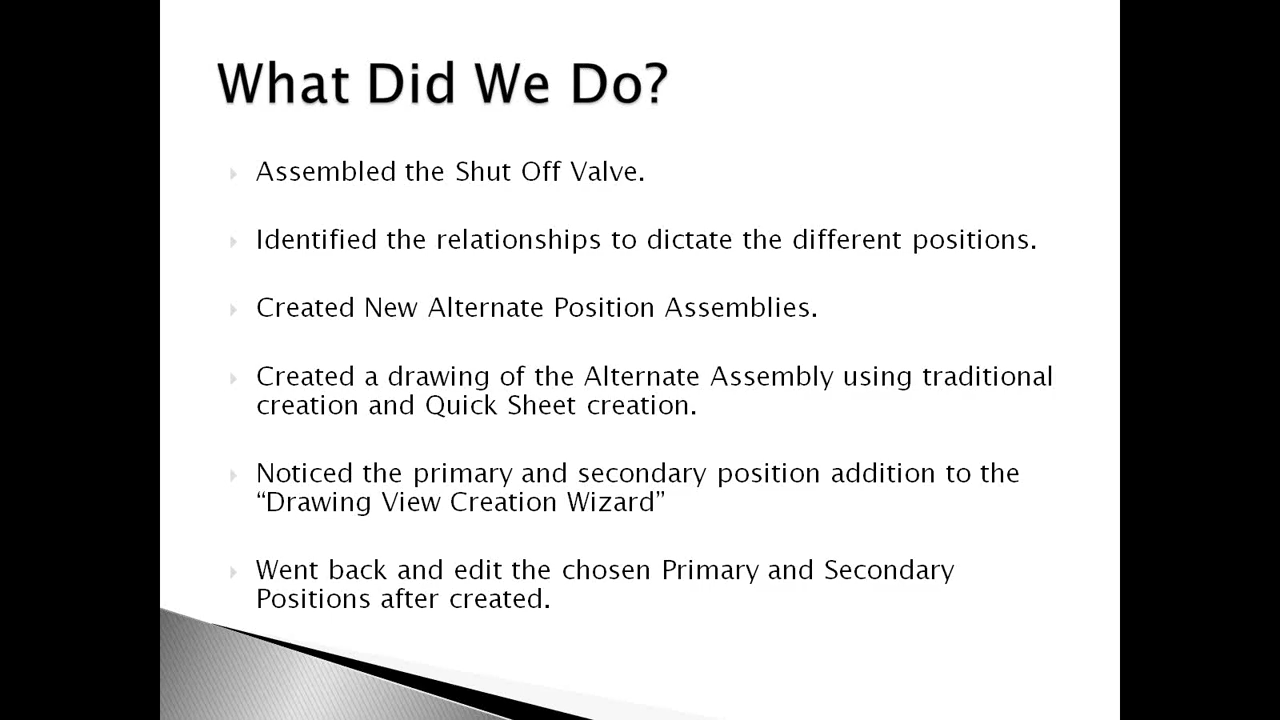 What Did We Do?
Assembled the Shut Off Valve.
Identified the relationships to dictate the different positions.
Created New Alternate Position Assemblies.
Created a drawing of the Alternate Assembly using traditional
creation and Quick Sheet creation.
Noticed the primary and secondary position addition to the
“Drawing View Creation Wizard”
Went back and edit the chosen Primary and Secondary
Positions after created.